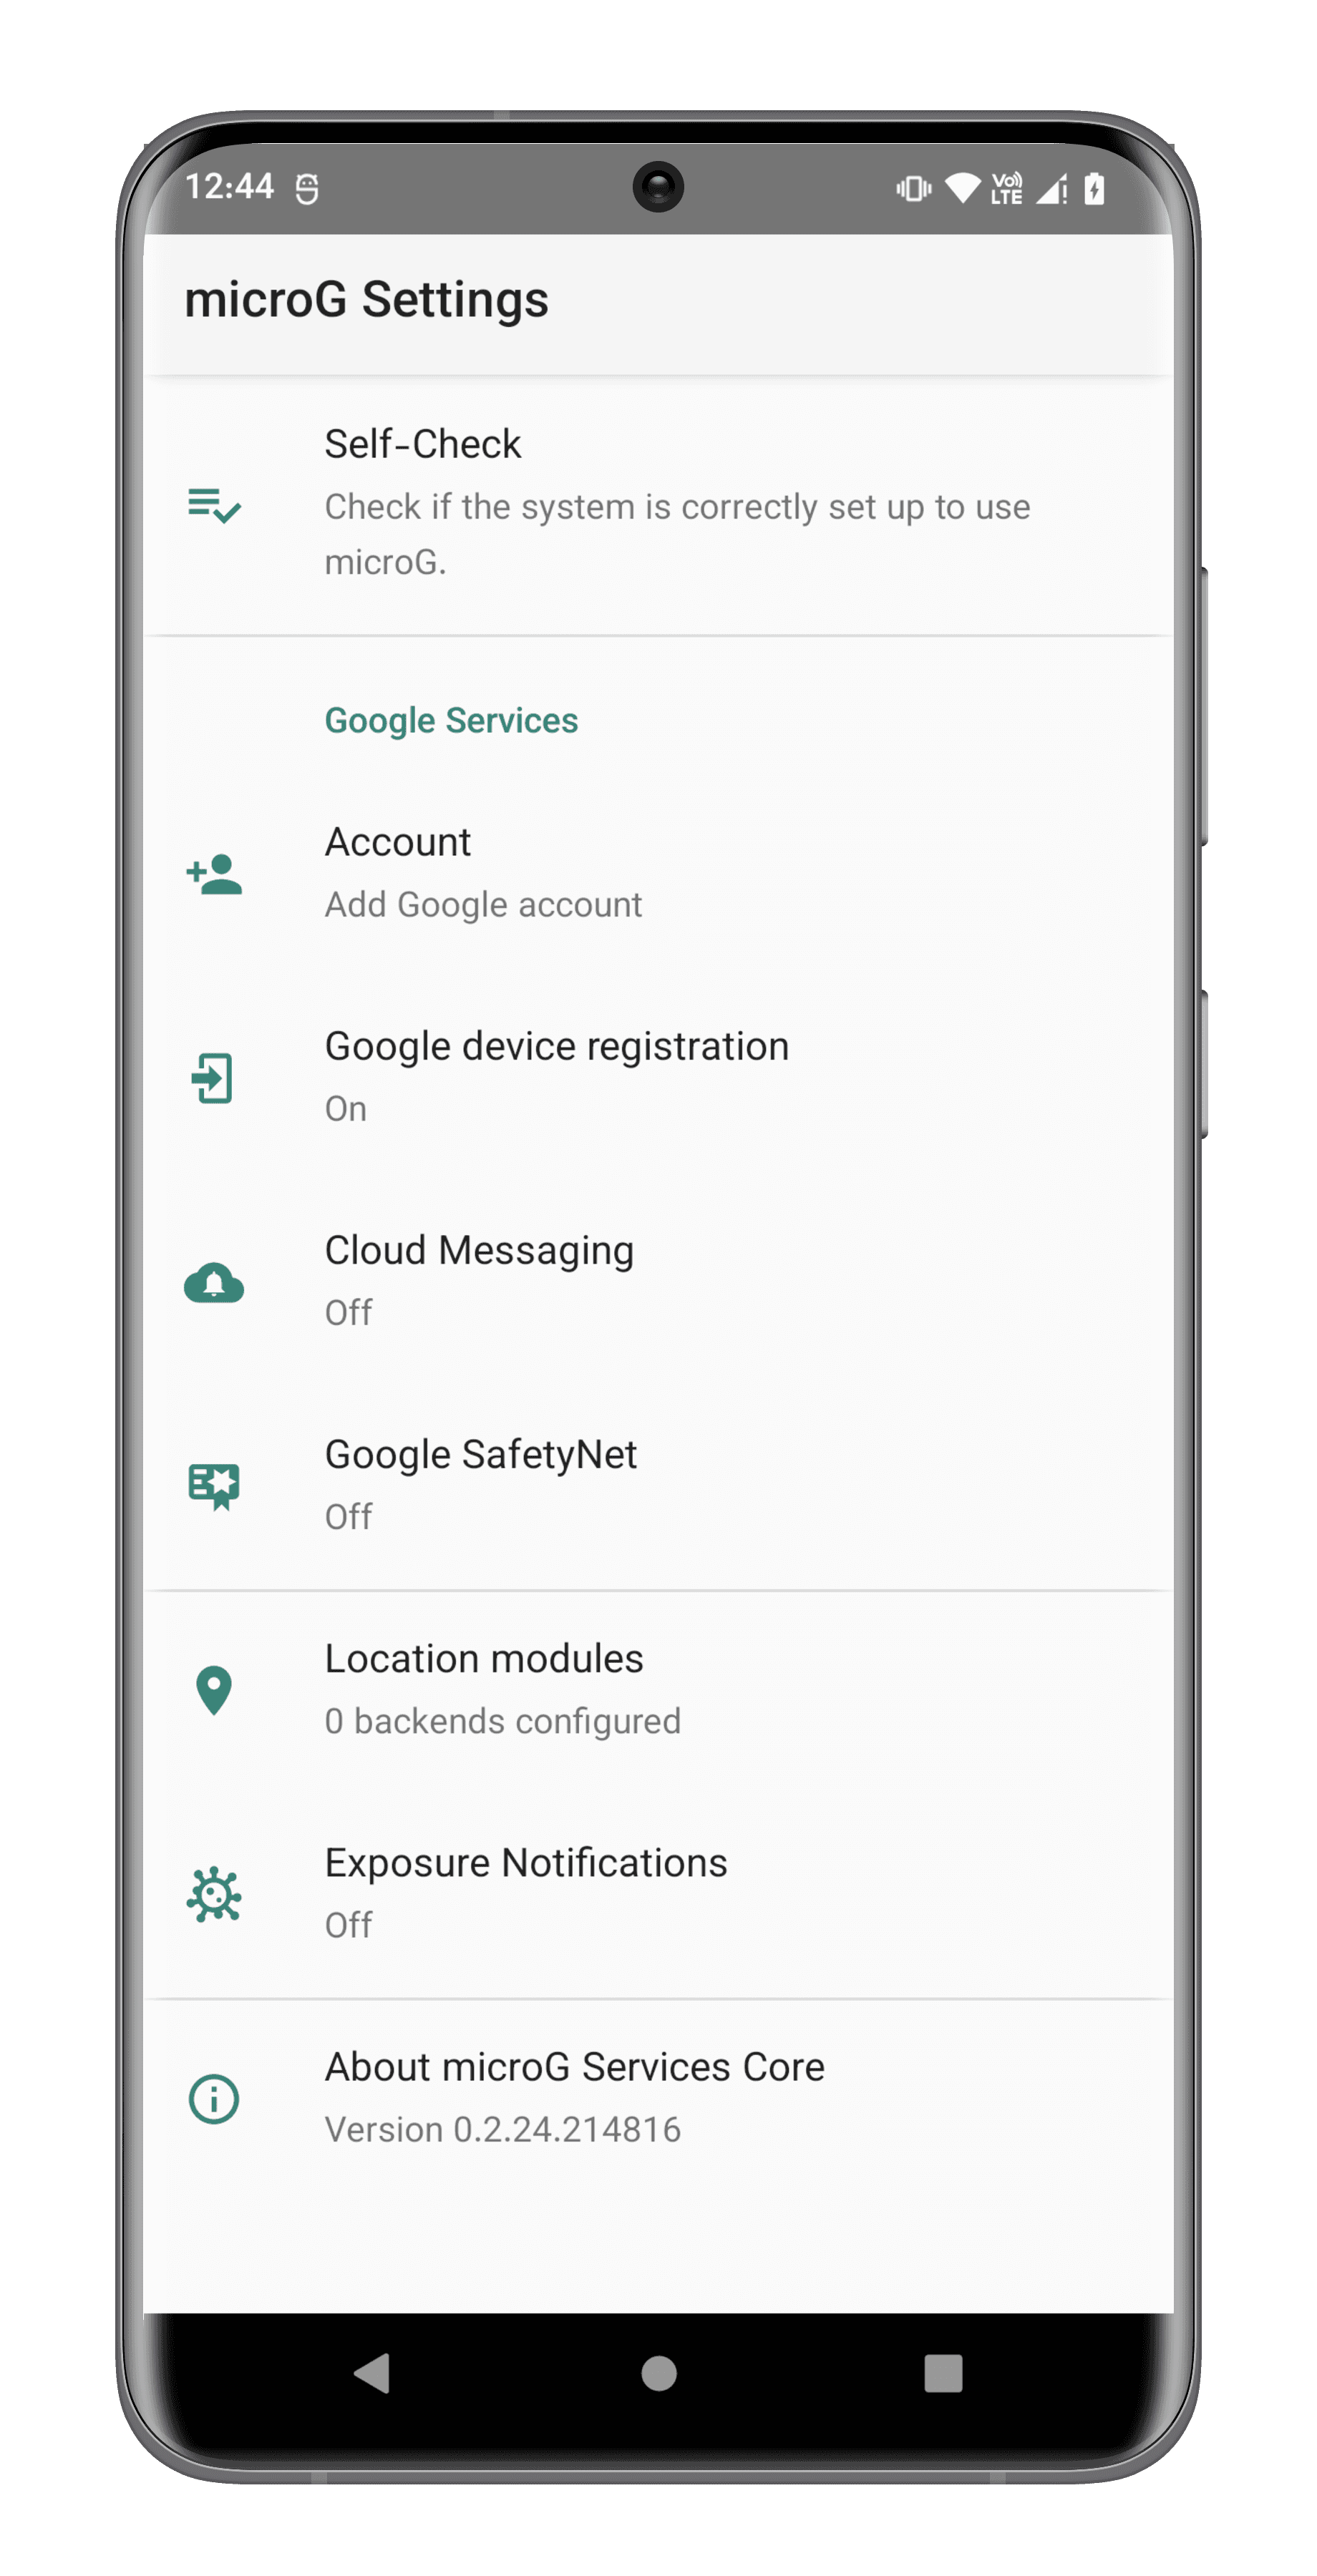 12:44
Vo)) LTE
microG Settings
Self-Check
Check if the system is correctly set up to use
microG.
Google Services
Account
Add Google account
Google device registration
On
Cloud Messaging
Off
Google SafetyNet
Off
Location modules
0 backends configured
Exposure Notifications
Off
About microG Services Core
Version 0.2.24.214816